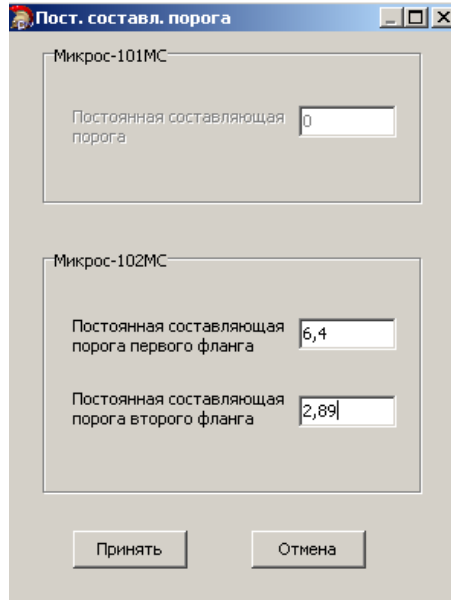 Пост. составл. порога
Микрос-101МС
Постоянная составляющая
порога
0
Микрос-102МС
Постоянная составляющая
порога первого фланга
6,4
Постоянная составляющая
порога второго фланга
2,89
Принять
Отмена